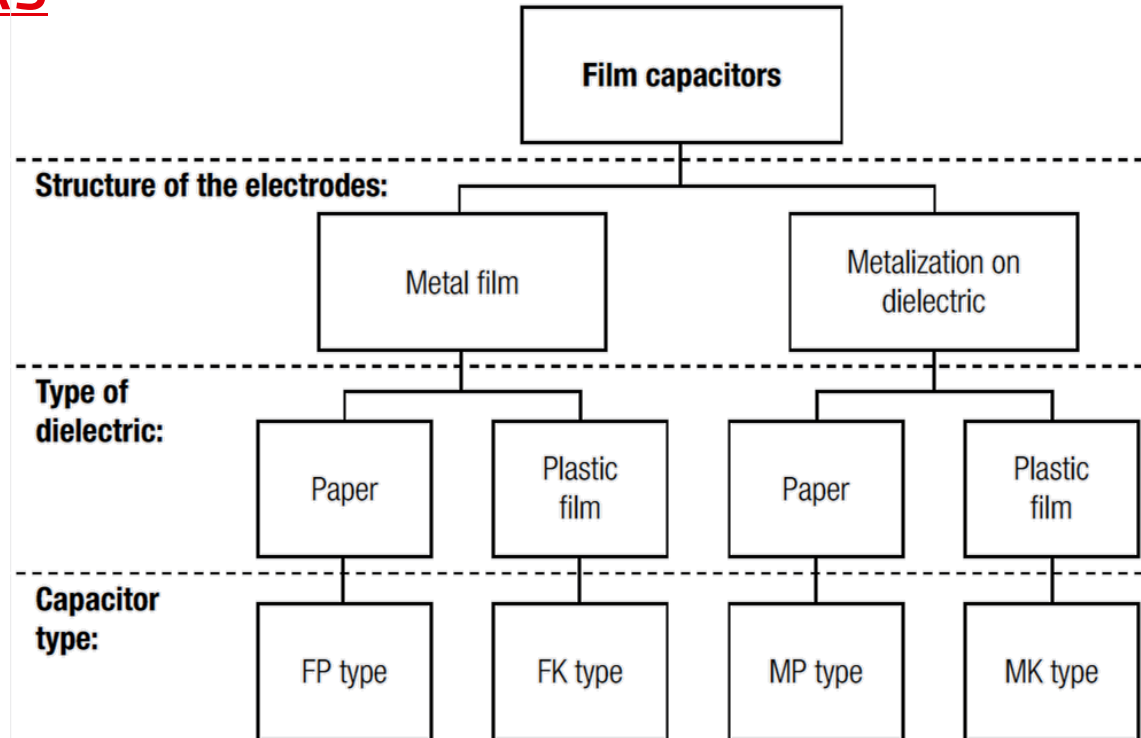 Film capacitors
Structure of the electrodes:
Metal film
Metalization on
dielectric
Type of
dielectric:
Paper
Plastic
film
Paper
Plastic
film
Capacitor
type:
FP type
FK type
MP type
MK type